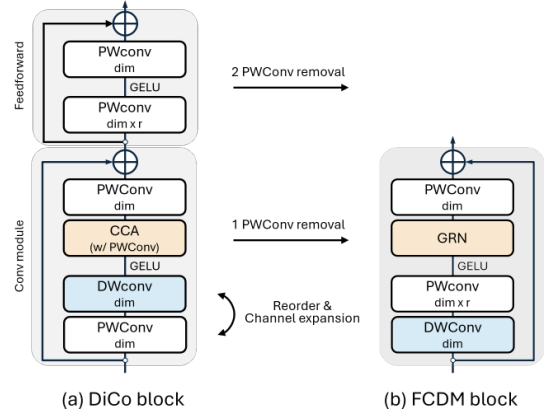 Feedforward
PWconv
dim
GELU
PWconv
dim x r
2 PWConv removal
Conv module
PWConv
dim
CCA
(w/ PWConv)
GELU
DWconv
dim
PWConv
dim
1 PWConv removal
Reorder &
Channel expansion
PWConv
dim
GRN
GELU
PWconv
dim x r
DWConv
dim
(a) DiCo block
(b) FCDM block